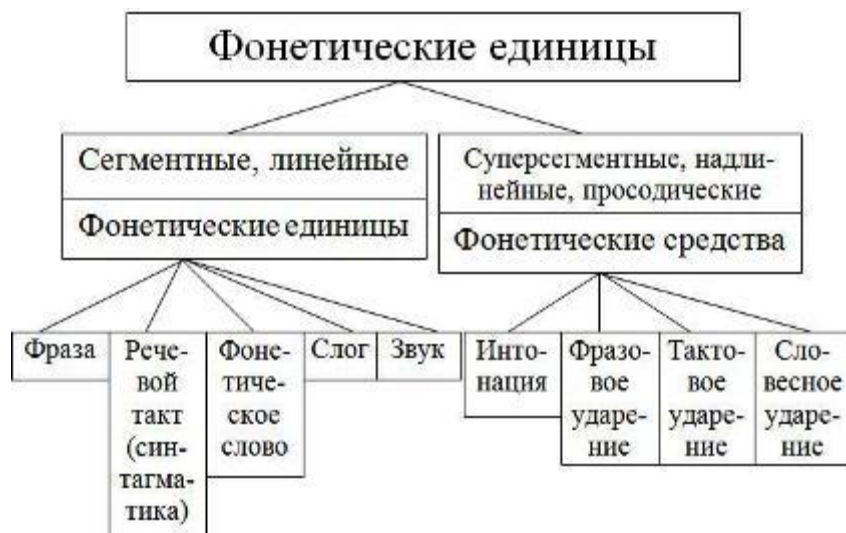 Фонетические единицы
Сегментные, линейные
Фонетические единицы
Суперсегментные, надли-
нейные, просодические
Фонетические средства
Фраза
Рече-
вой
такт
(син-
тагма-
тика)
Фоне-
тиче-
ское
слово
Слог
Звук
Инто-
нация
Фразо-
вое
ударе-
ние
Такто-
вое
ударе-
ние
Сло-
весное
ударе-
ние